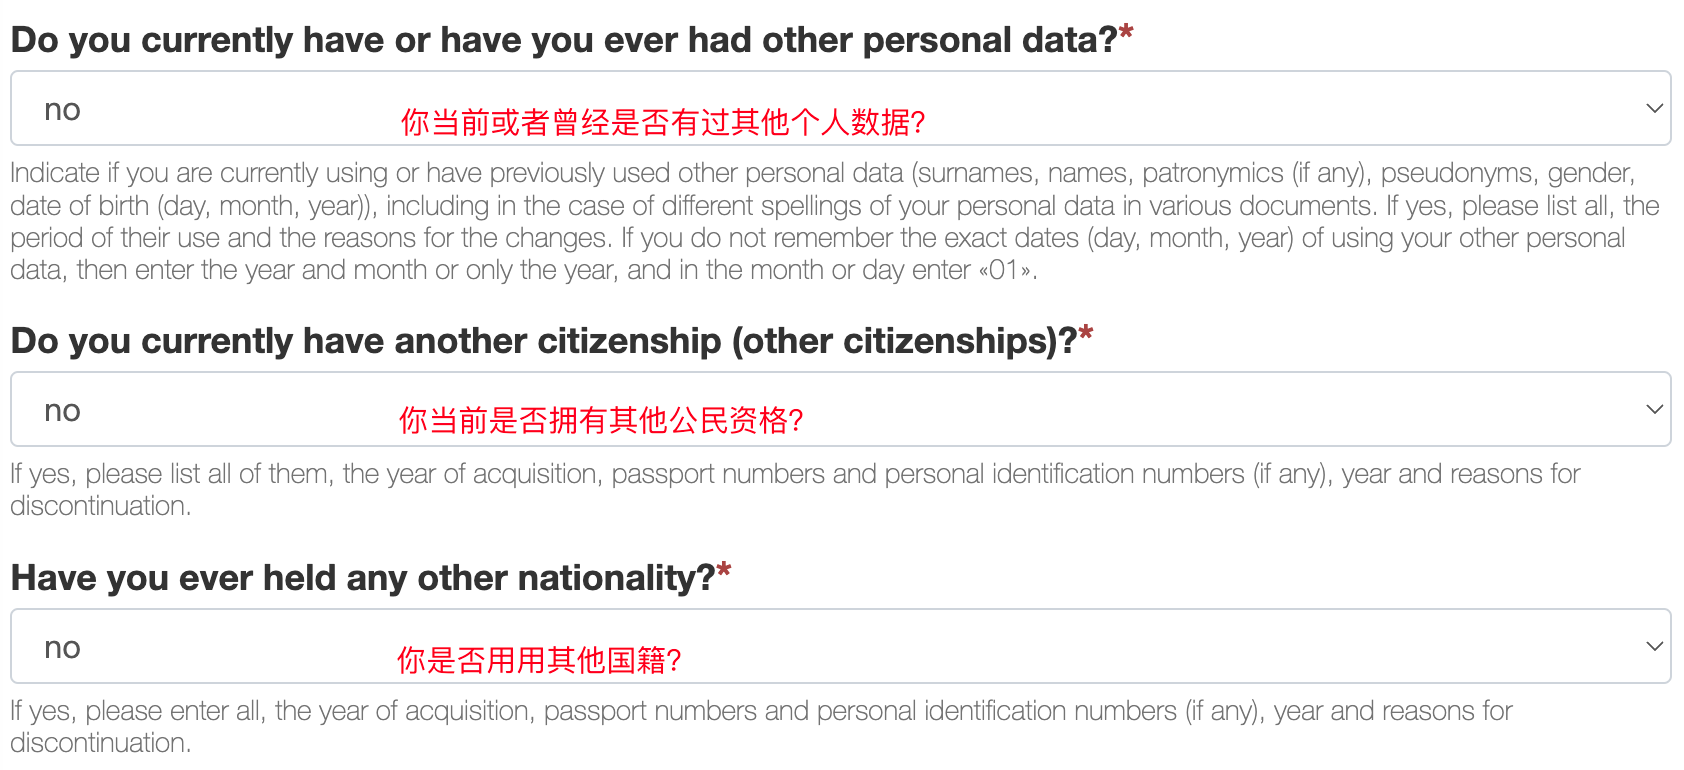 Do you currently have or have you ever had other personal data?*
no
你当前或者曾经是否有过其他个人数据?
Indicate if you are currently using or have previously used other personal data (surnames, names, patronymics (if any), pseudonyms, gender,
date of birth (day, month, year)), including in the case of different spellings of your personal data in various documents. If yes, please list all, the
period of their use and the reasons for the changes. If you do not remember the exact dates (day, month, year) of using your other personal
data, then enter the year and month or only the year, and in the month or day enter «01».
Do you currently have another citizenship (other citizenships)?*
no
你当前是否拥有其他公民资格?
If yes, please list all of them, the year of acquisition, passport numbers and personal identification numbers (if any), year and reasons for
discontinuation.
Have you ever held any other nationality?*
no
你是否用用其他国籍?
If yes, please enter all, the year of acquisition, passport numbers and personal identification numbers (if any), year and reasons for
discontinuation.